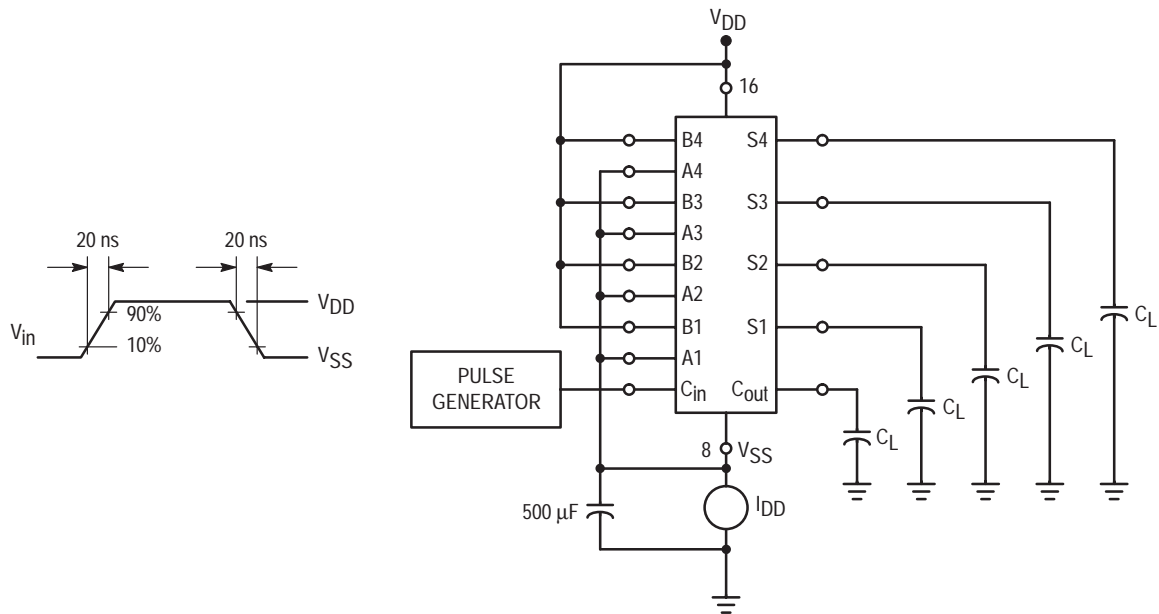 VDD
16
B4
S4
A4
B3
S3
A3
20 ns
20 ns
B2
S2
A2
VDD
90%
Vin
10%
VSS
B1
S1
A1
PULSE
GENERATOR
Cin
Cout
CL
CL
CL
CL
CL
8
VSS
500 µF
IDD